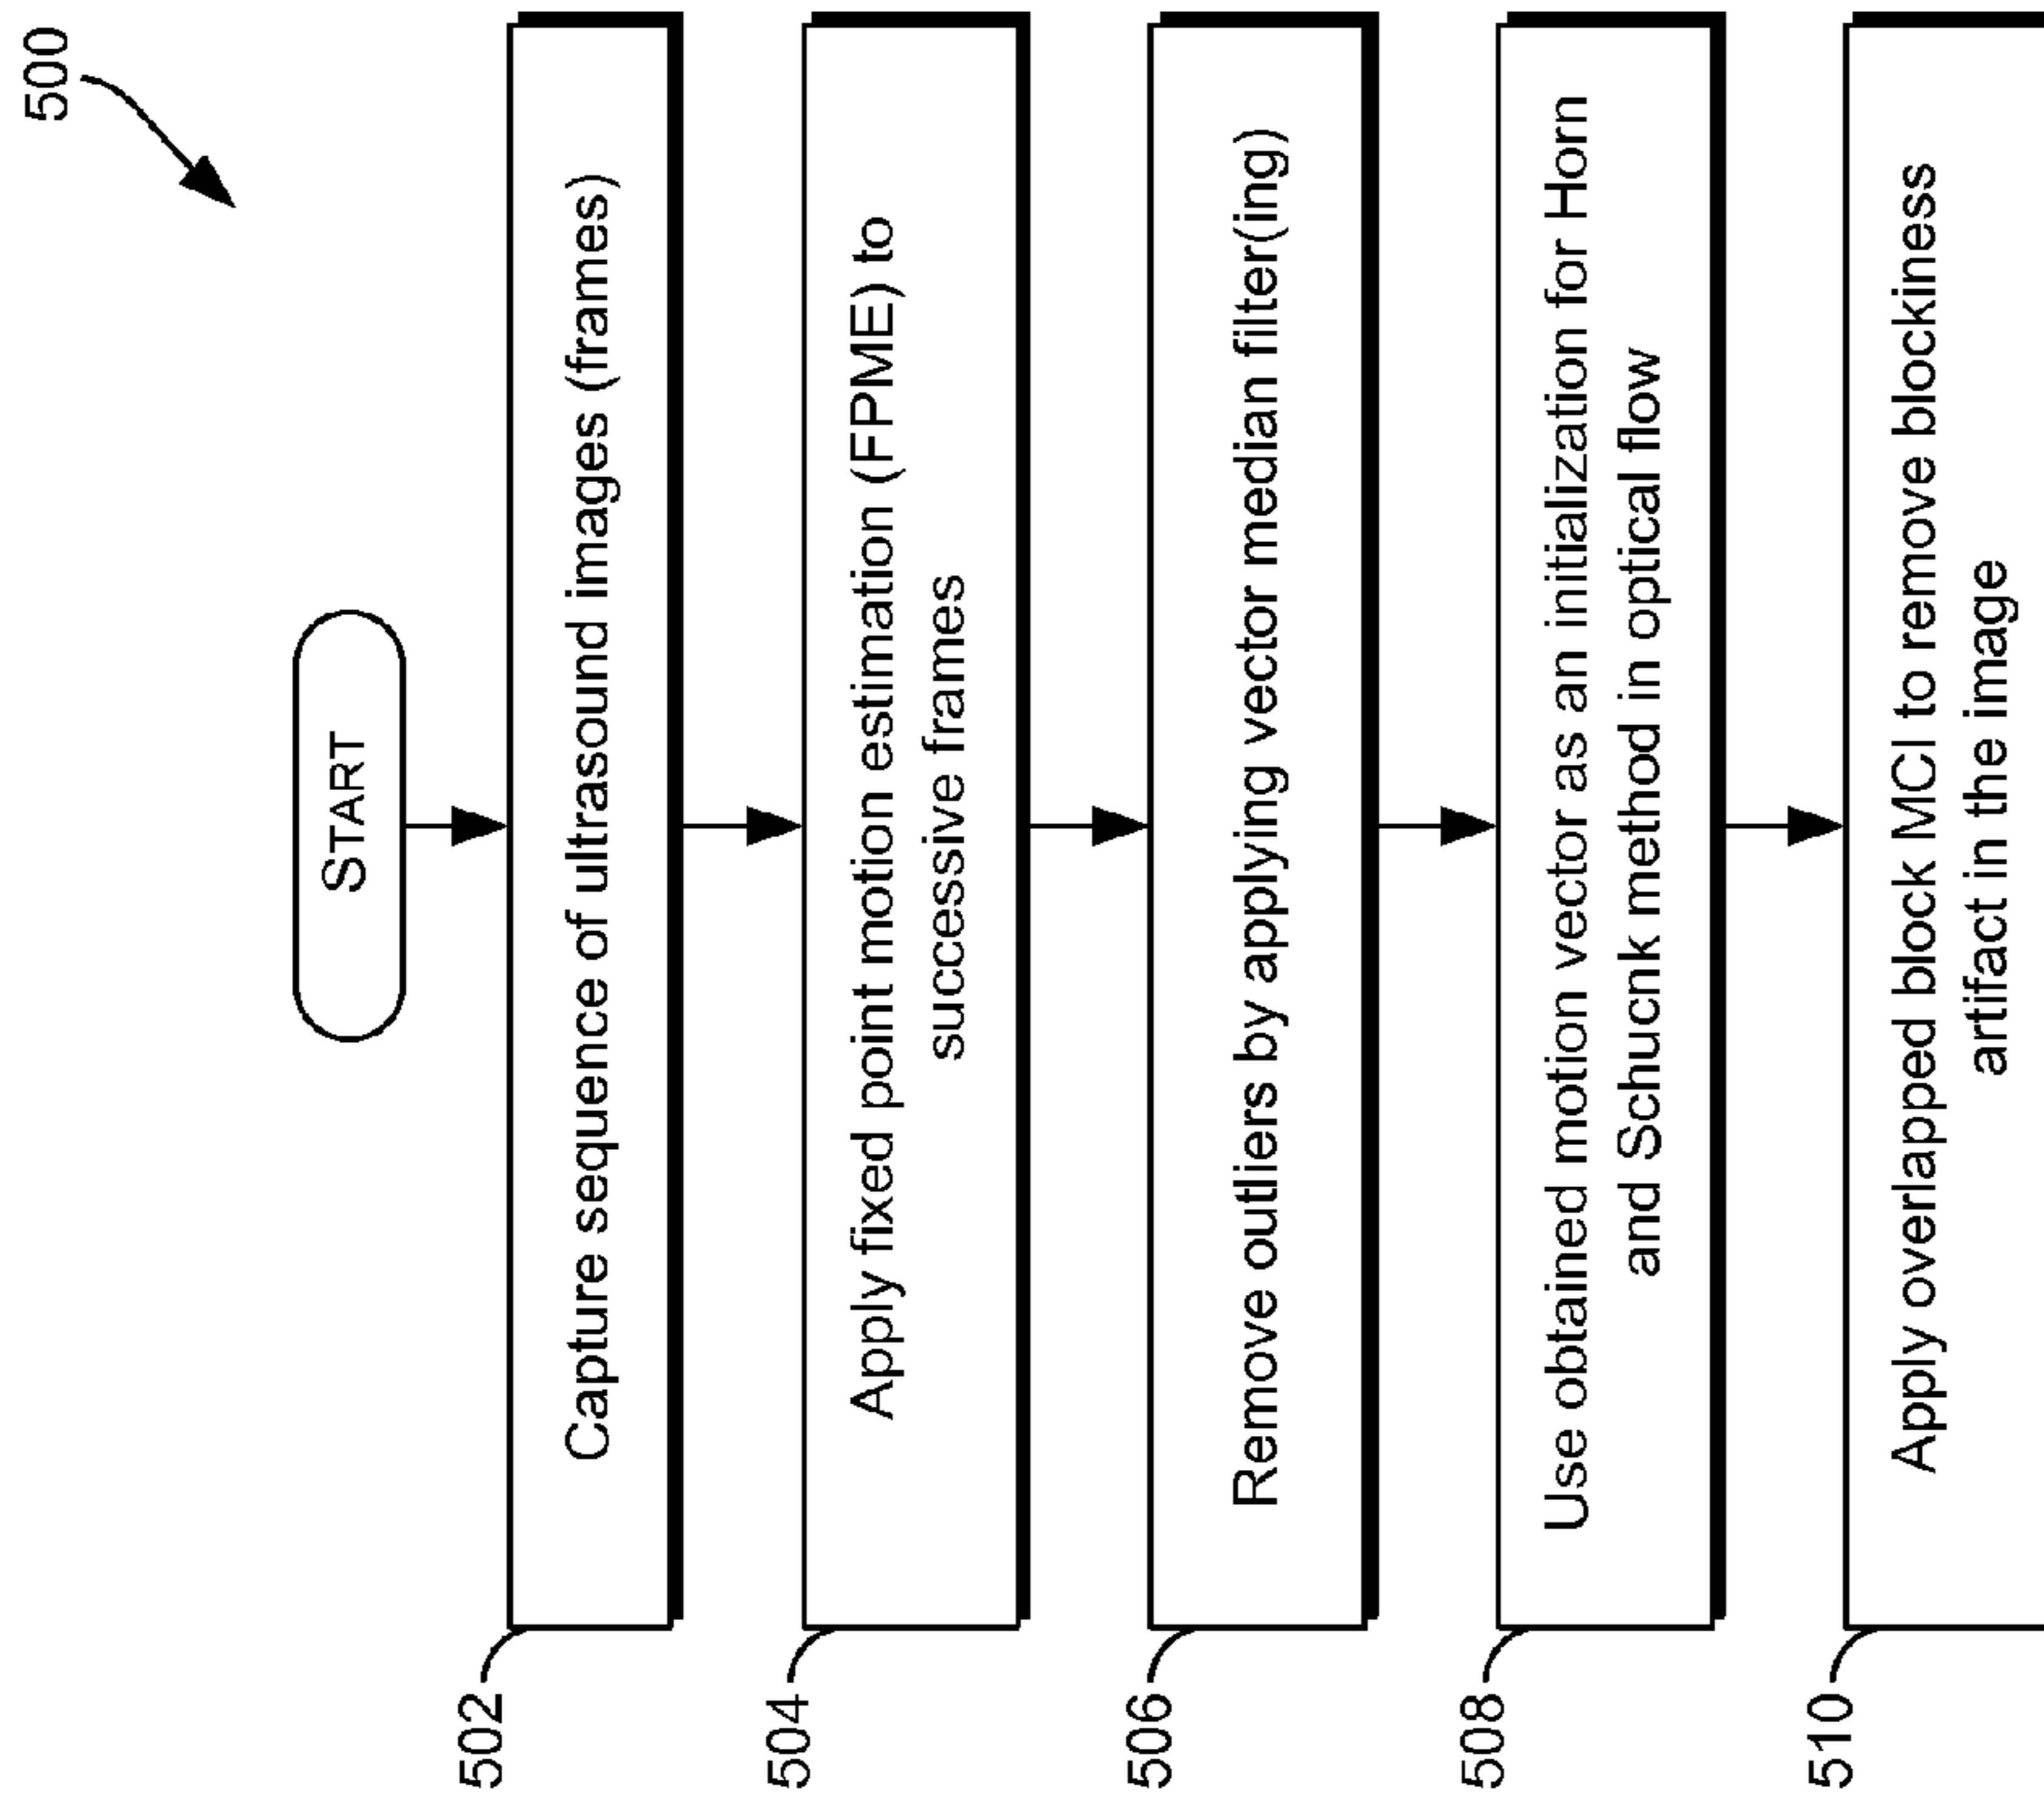 500
START
502
Capture sequence of ultrasound images (frames)
504
Apply fixed point motion estimation (FPME) to
successive frames
506
Remove outliers by applying vector median filter(ing)
508
Use obtained motion vector as an initialization for Horn
and Schucnk method in optical flow
510
Apply overlapped block MCI to remove blockiness
artifact in the image